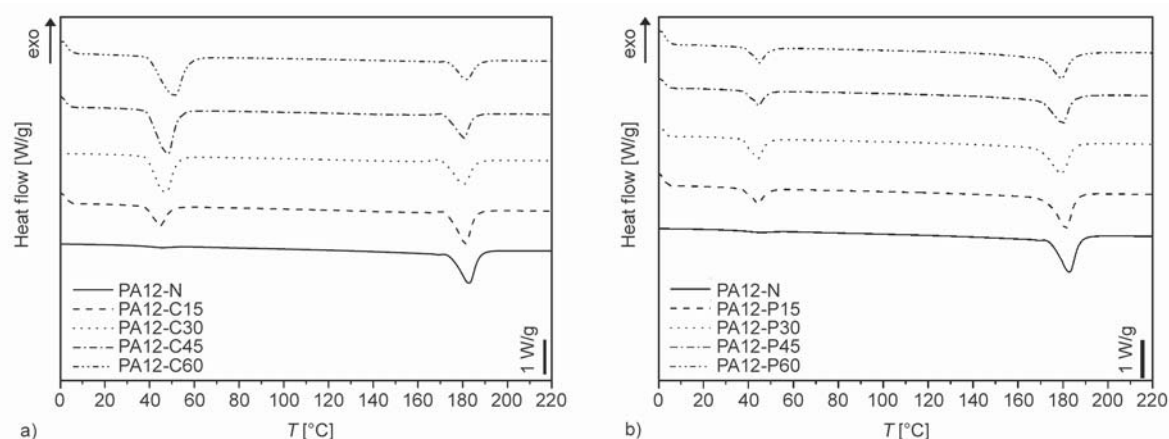 exo
Heat flow [W/g]
PA12-N
PA12-C15
PA12-C30
PA12-C45
PA12-C60
1 W/g
0 20 40 60 80 100 120 140 160 180 200 220
T [°C]
a)
exo
Heat flow [W/g]
PA12-N
PA12-P15
PA12-P30
PA12-P45
PA12-P60
1 W/g
0 20 40 60 80 100 120 140 160 180 200 220
T [°C]
b)